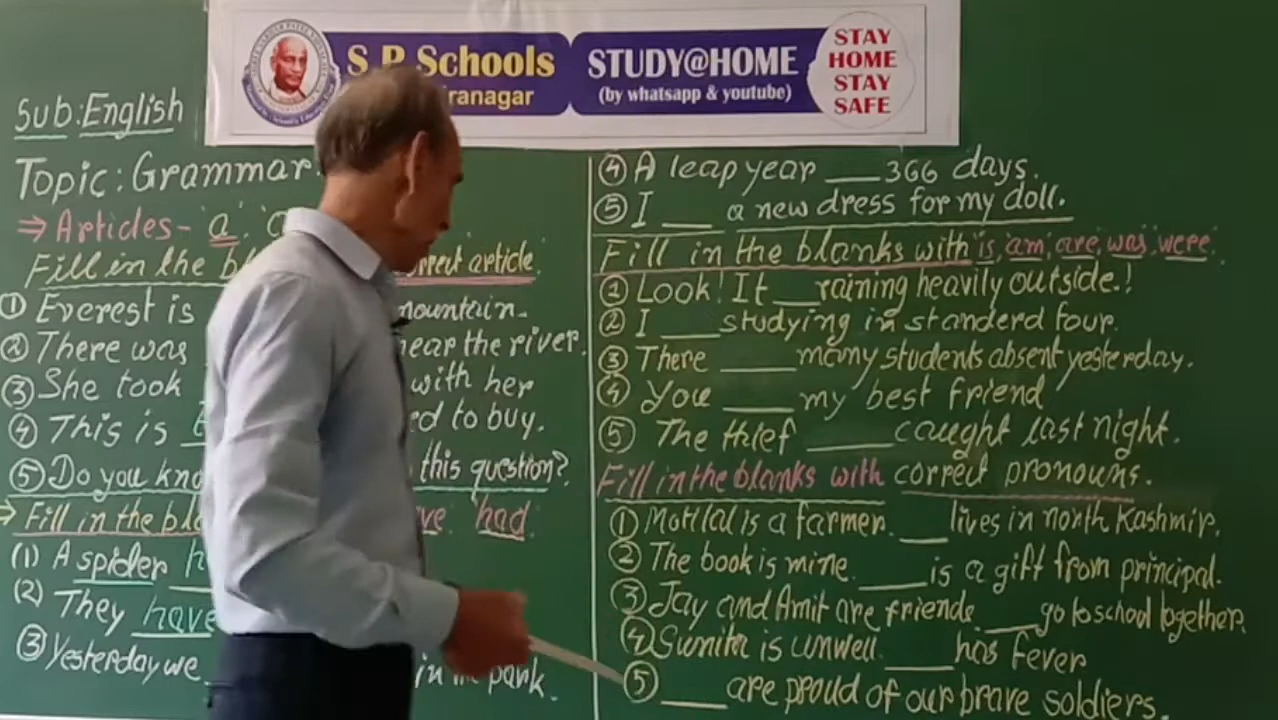 S P Schools
iranagar
STUDY@HOME
(by whatsapp & youtube)
STAY
HOME
STAY
SAFE
Sub: English
Topic: Grammar
⇒ Articles - 'a'
Fill in the article.
① Everest is mountain.
② There was near the river.
③ She took with her
④ This is to buy.
⑤ Do you this question?
→ Fill in the 'had
(1) A spider
(2) They have
③ Yesterday we in park.
④ A leap year ___ 366 days.
⑤ I ___ a new dress for my doll.
Fill in the blanks with is, am, are, was, were.
① Look! It ___ raining heavily outside.!
② I ___ studying in standerd four.
③ There ___ many students absent yesterday.
④ You ___ my best friend
⑤ The thief ___ caught last night.
Fill in the blanks with correct pronouns.
① Motilal is a farmer. ___ lives in north Kashmir.
② The book is mine. ___ is a gift from principal.
③ Jay and Amit are friends ___ go to school together.
④ Sunita is unwell. ___ has fever
⑤ ___ are proud of our brave soldiers.